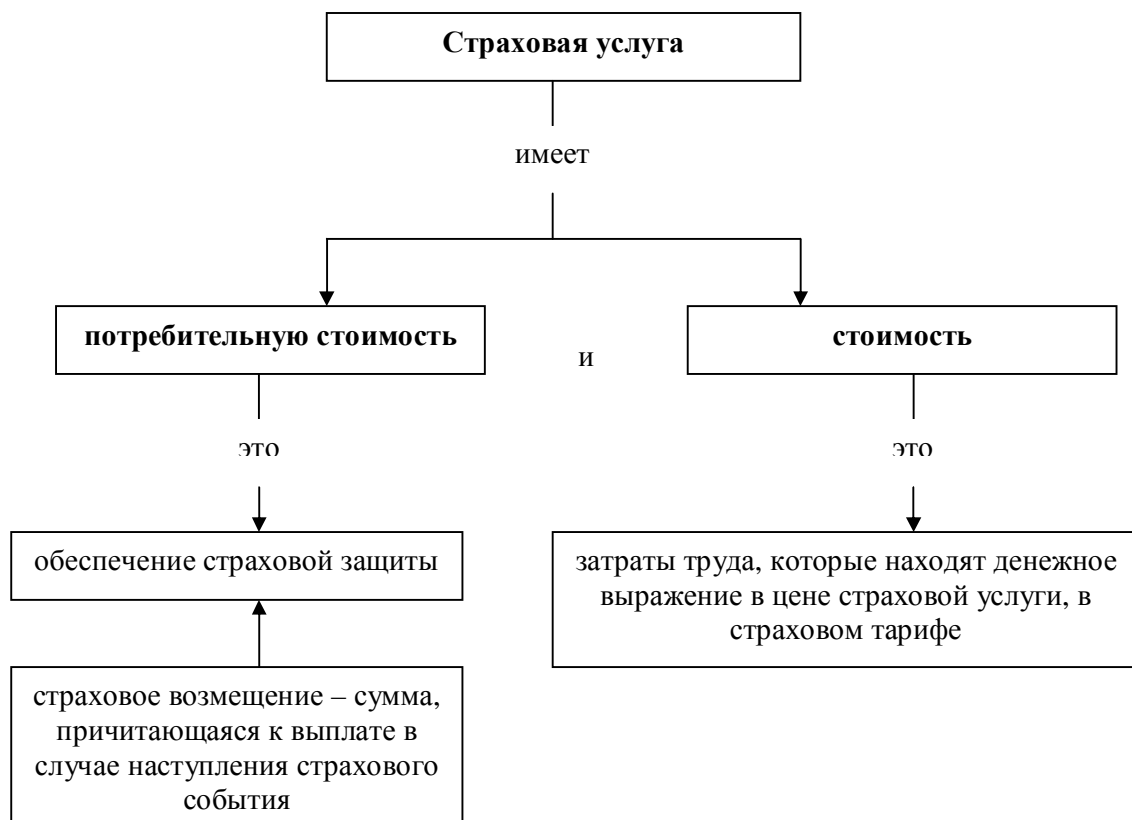 Страховая услуга
имеет
потребительную стоимость
и
стоимость
это
это
обеспечение страховой защиты
затраты труда, которые находят денежное
выражение в цене страховой услуги, в
страховом тарифе
страховое возмещение – сумма,
причитающаяся к выплате в
случае наступления страхового
события